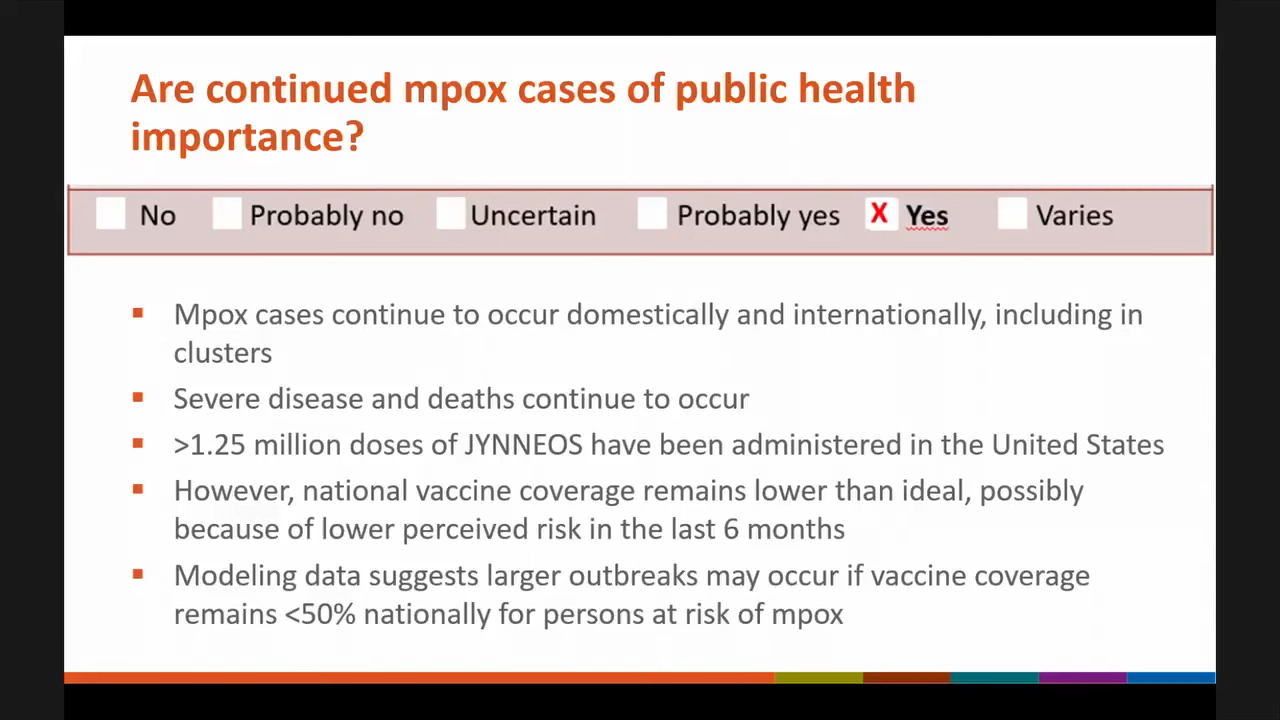 Are continued mpox cases of public health
importance?
No Probably no Uncertain Probably yes X Yes Varies
▪ Mpox cases continue to occur domestically and internationally, including in
clusters
▪ Severe disease and deaths continue to occur
▪ >1.25 million doses of JYNNEOS have been administered in the United States
▪ However, national vaccine coverage remains lower than ideal, possibly
because of lower perceived risk in the last 6 months
▪ Modeling data suggests larger outbreaks may occur if vaccine coverage
remains <50% nationally for persons at risk of mpox